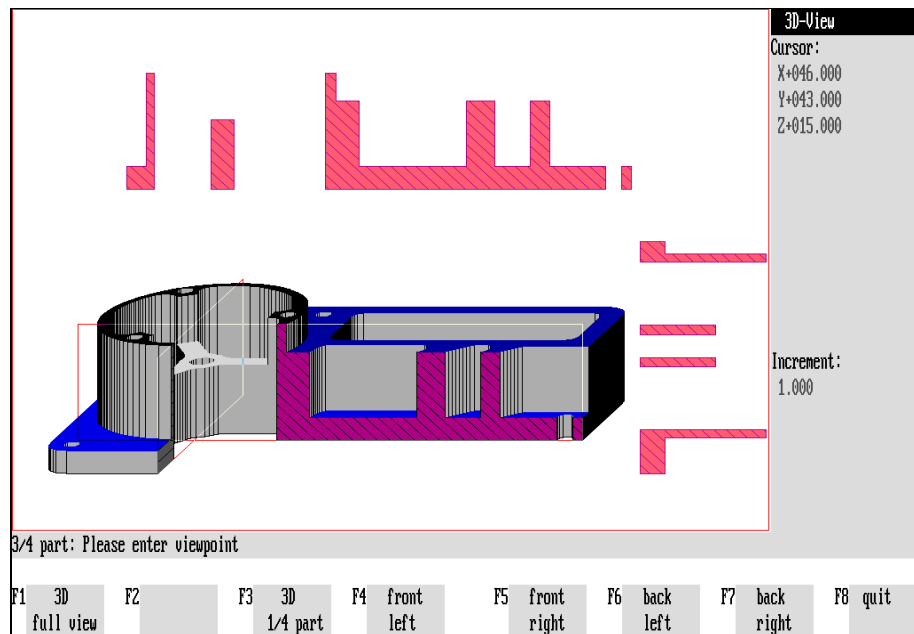 3D-View
Cursor:
X+046.000
Y+043.000
Z+015.000
Increment:
1.000
3/4 part: Please enter viewpoint
F1 3D full view
F2
F3 3D 1/4 part
F4 front left
F5 front right
F6 back left
F7 back right
F8 quit